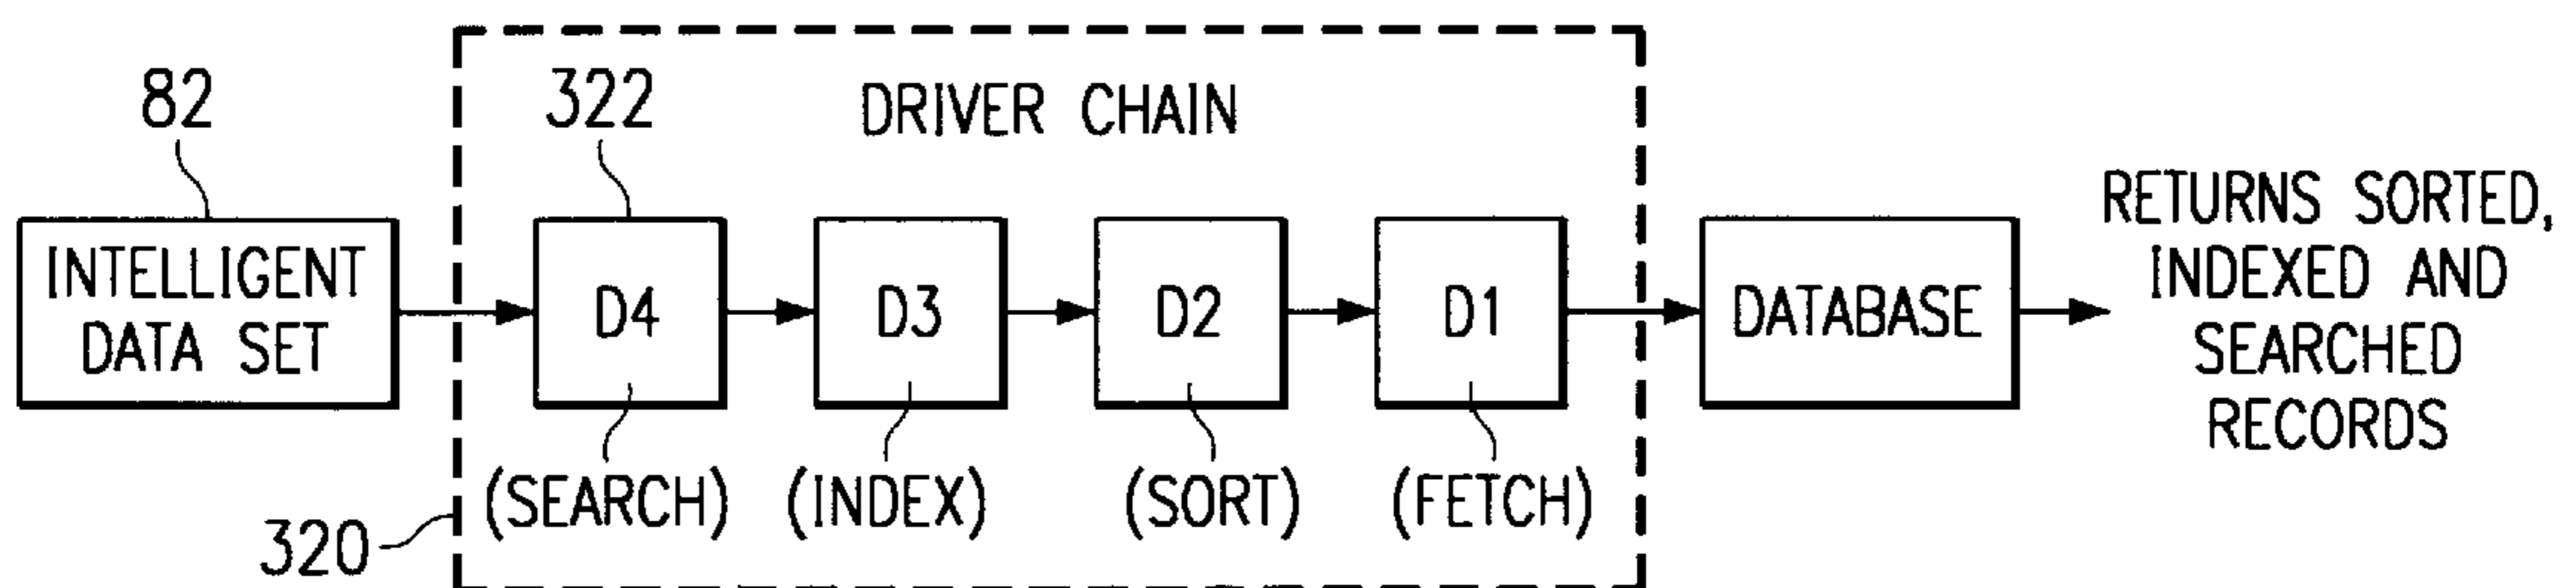 82
322
DRIVER CHAIN
INTELLIGENT
DATA SET
D4
D3
D2
D1
DATABASE
RETURNS SORTED,
INDEXED AND
SEARCHED
RECORDS
(SEARCH)
(INDEX)
(SORT)
(FETCH)
320